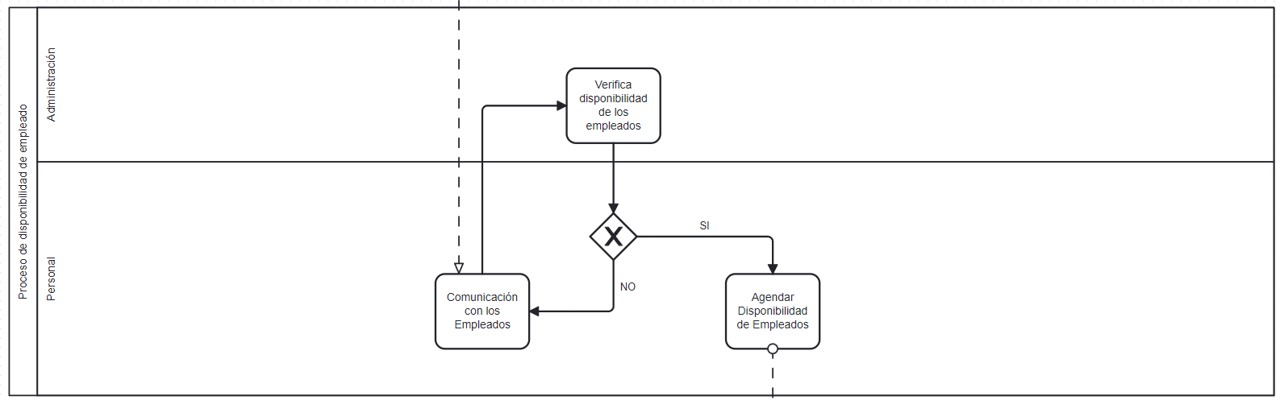 Proceso de disponibilidad de empleado
Administración
Verifica
disponibilidad
de los
empleados
Personal
SI
NO
Comunicación
con los
Empleados
Agendar
Disponibilidad
de Empleados